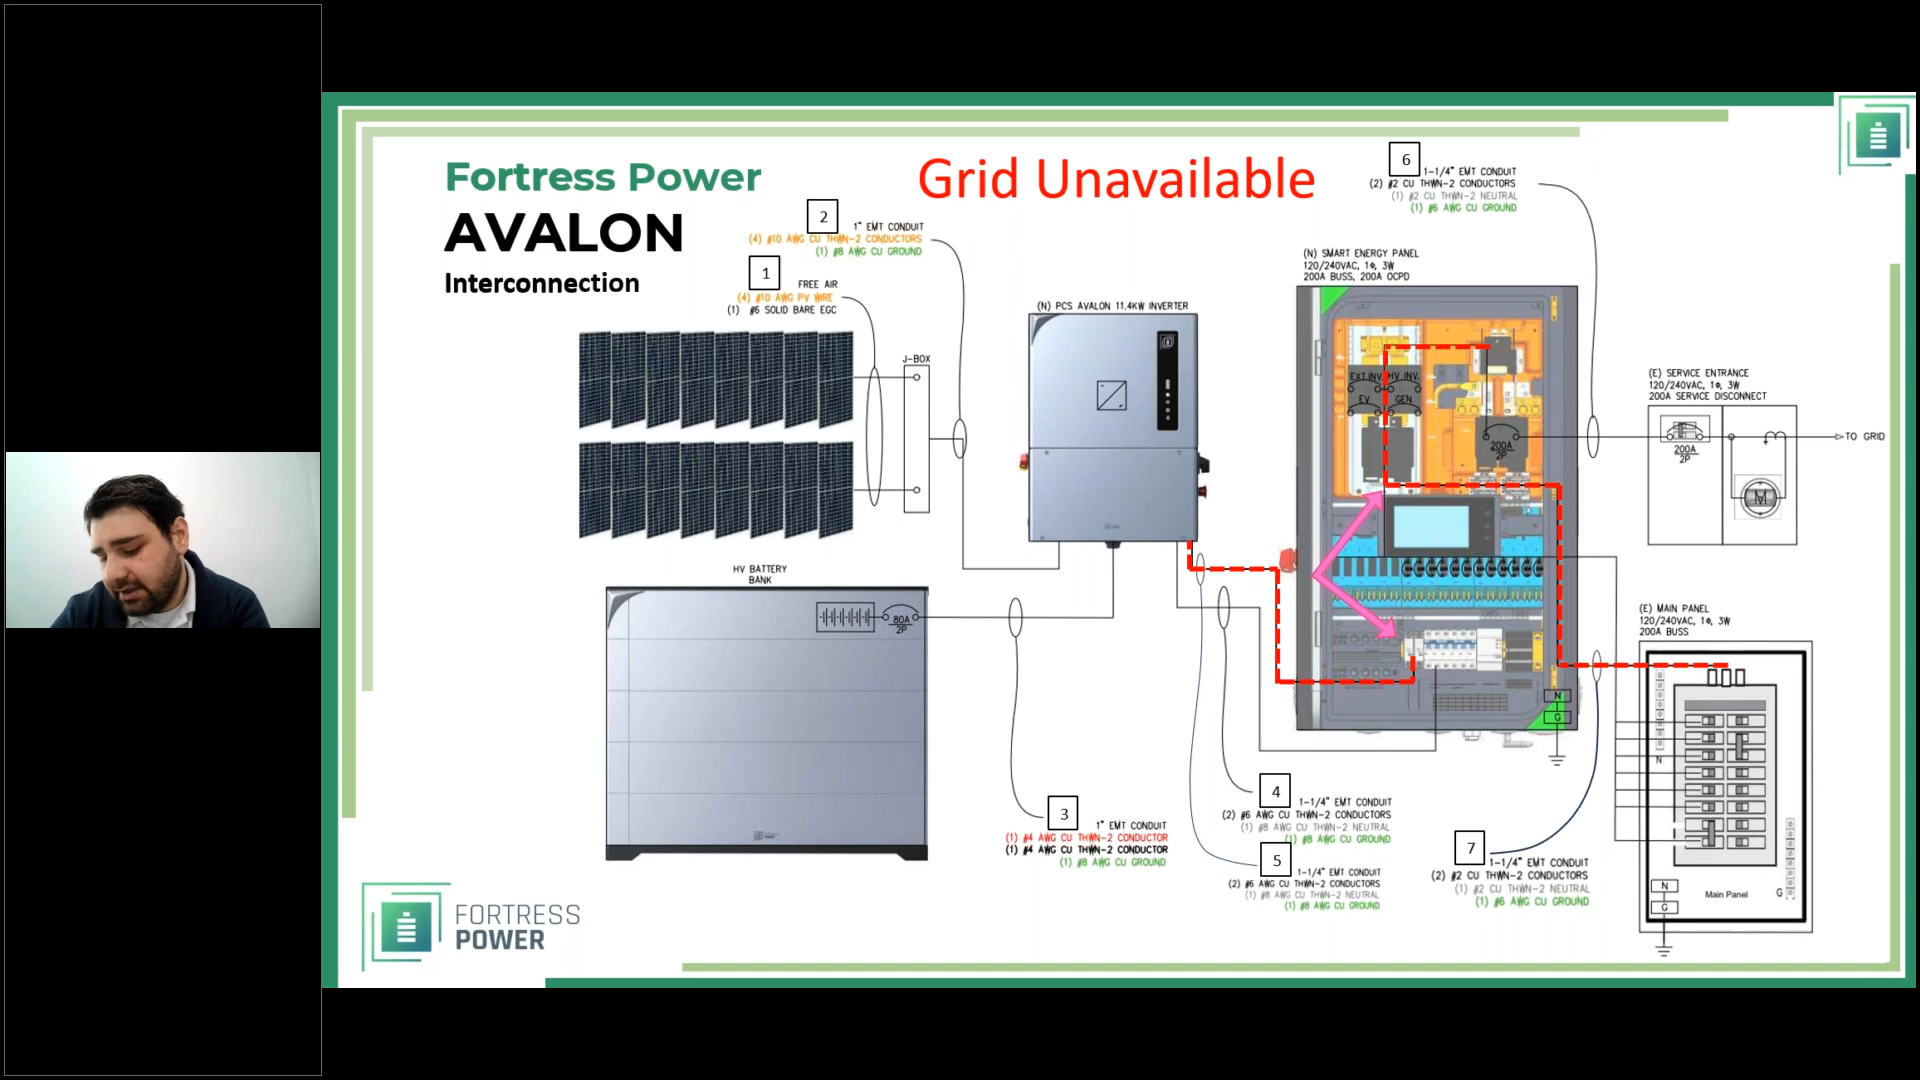 Fortress Power
AVALON
Interconnection
Grid Unavailable
2
1" EMT CONDUIT
(4) #10 AWG CU THWN-2 CONDUCTORS
(1) #8 AWG CU GROUND
1
FREE AIR
(4) #10 AWG PV WIRE
(1) #6 SOLID BARE EGC
J-BOX
(N) PCS AVALON 11.4KW INVERTER
6
1-1/4" EMT CONDUIT
(2) #2 CU THWN-2 CONDUCTORS
(1) #2 CU THWN-2 NEUTRAL
(1) #6 AWG CU GROUND
(N) SMART ENERGY PANEL
120/240VAC, 1Φ, 3W
200A BUSS, 200A OCPD
EXT INV
HV INV.
EV
GEN
200A
2P
N
G
(E) SERVICE ENTRANCE
120/240VAC, 1Φ, 3W
200A SERVICE DISCONNECT
200A
2P
M
TO GRID
HV BATTERY
BANK
80A
2P
3
1" EMT CONDUIT
(1) #4 AWG CU THWN-2 CONDUCTOR
(1) #4 AWG CU THWN-2 CONDUCTOR
(1) #8 AWG CU GROUND
4
1-1/4" EMT CONDUIT
(2) #6 AWG CU THWN-2 CONDUCTORS
(1) #8 AWG CU THWN-2 NEUTRAL
(1) #8 AWG CU GROUND
5
1-1/4" EMT CONDUIT
(2) #6 AWG CU THWN-2 CONDUCTORS
(1) #8 AWG CU THWN-2 NEUTRAL
(1) #8 AWG CU GROUND
7
1-1/4" EMT CONDUIT
(2) #2 CU THWN-2 CONDUCTORS
(1) #2 CU THWN-2 NEUTRAL
(1) #6 AWG CU GROUND
(E) MAIN PANEL
120/240VAC, 1Φ, 3W
200A BUSS
N
N
G
G
Main Panel
FORTRESS
POWER